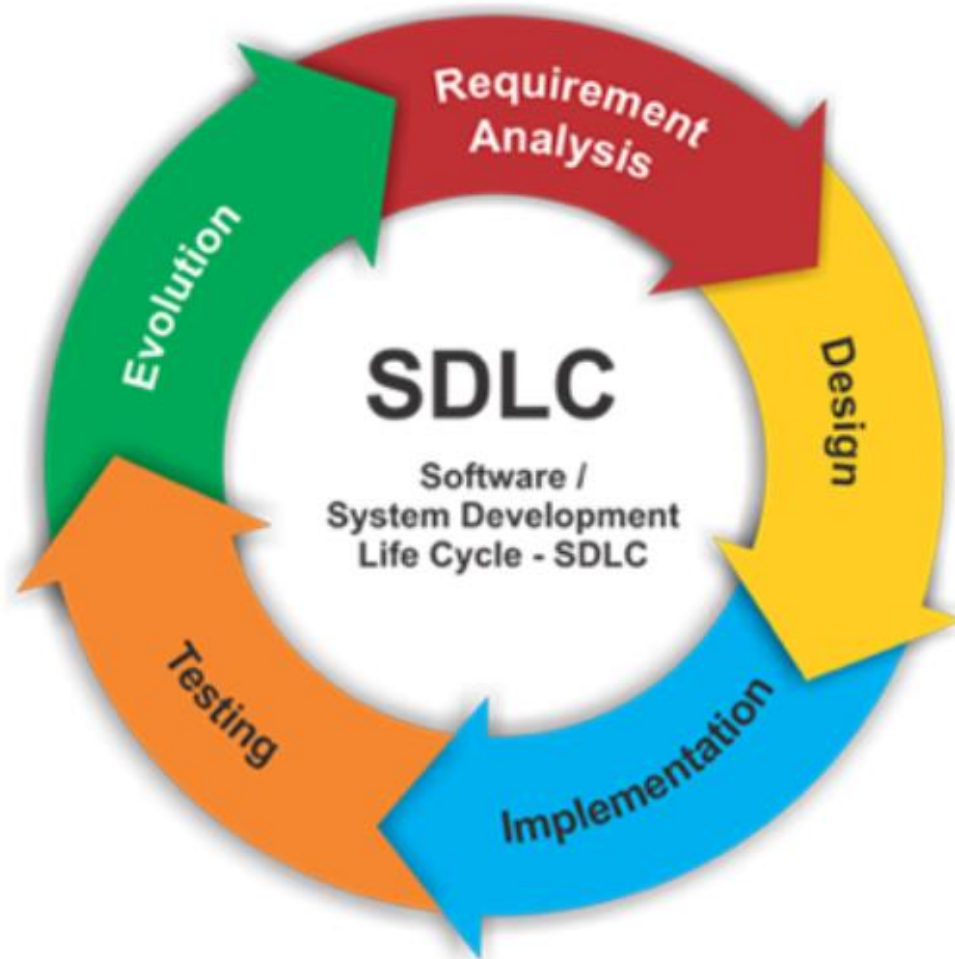 Requirement
Analysis
Design
Implementation
Testing
Evolution
SDLC
Software /
System Development
Life Cycle - SDLC